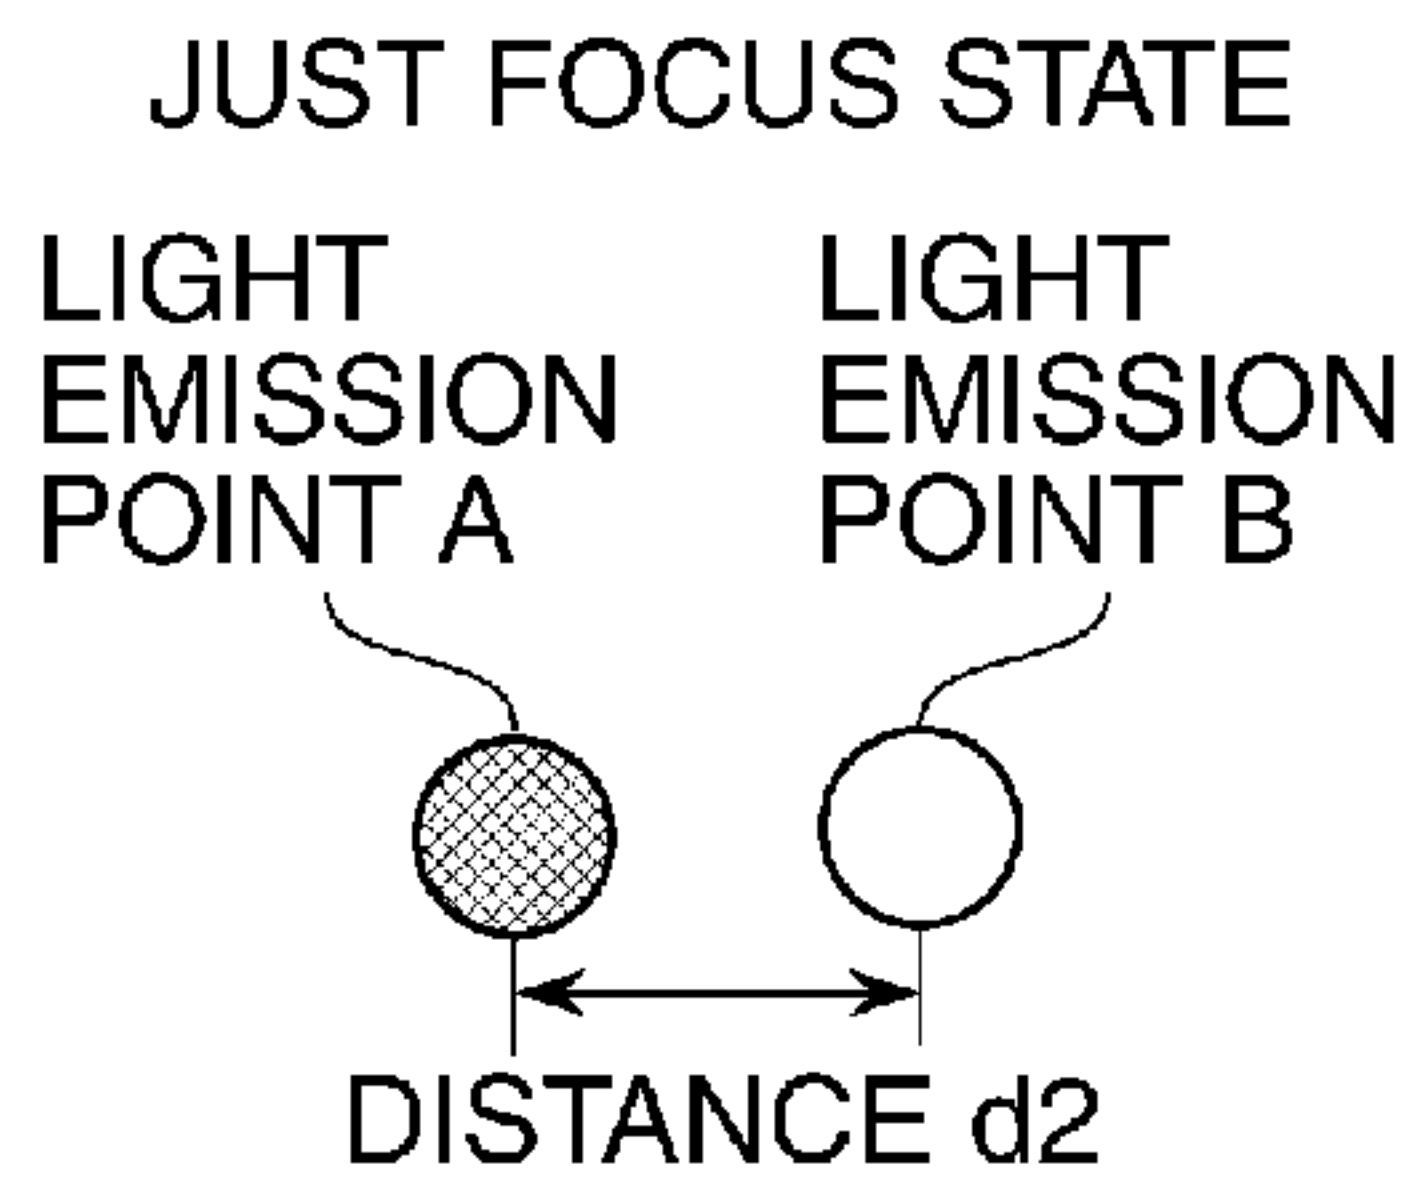 JUST FOCUS STATE
LIGHT
EMISSION
POINT A
LIGHT
EMISSION
POINT B
DISTANCE d2